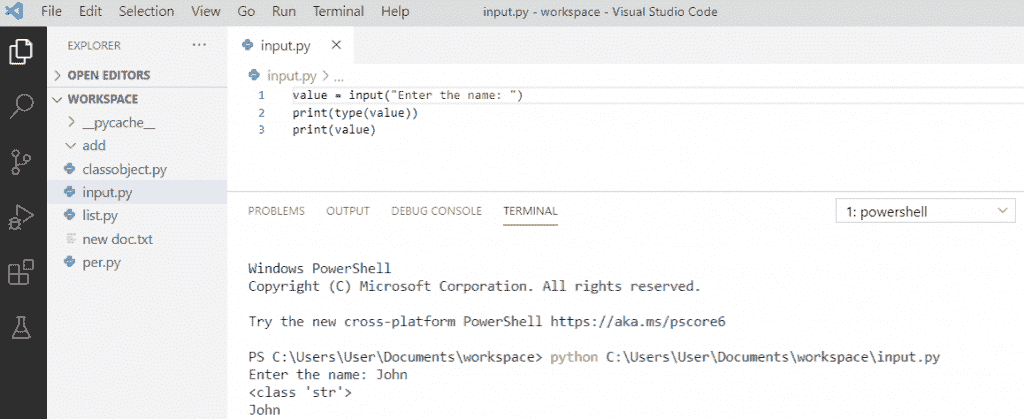 File Edit Selection View Go Run Terminal Help input.py - workspace - Visual Studio Code
EXPLORER ...
OPEN EDITORS
WORKSPACE
__pycache__
add
classobject.py
input.py
list.py
new doc.txt
per.py
input.py
input.py > ...
1 value = input("Enter the name: ")
2 print(type(value))
3 print(value)
PROBLEMS OUTPUT DEBUG CONSOLE TERMINAL 1: powershell
Windows PowerShell
Copyright (C) Microsoft Corporation. All rights reserved.
Try the new cross-platform PowerShell https://aka.ms/pscore6
PS C:\Users\User\Documents\workspace> python C:\Users\User\Documents\workspace\input.py
Enter the name: John
<class 'str'>
John